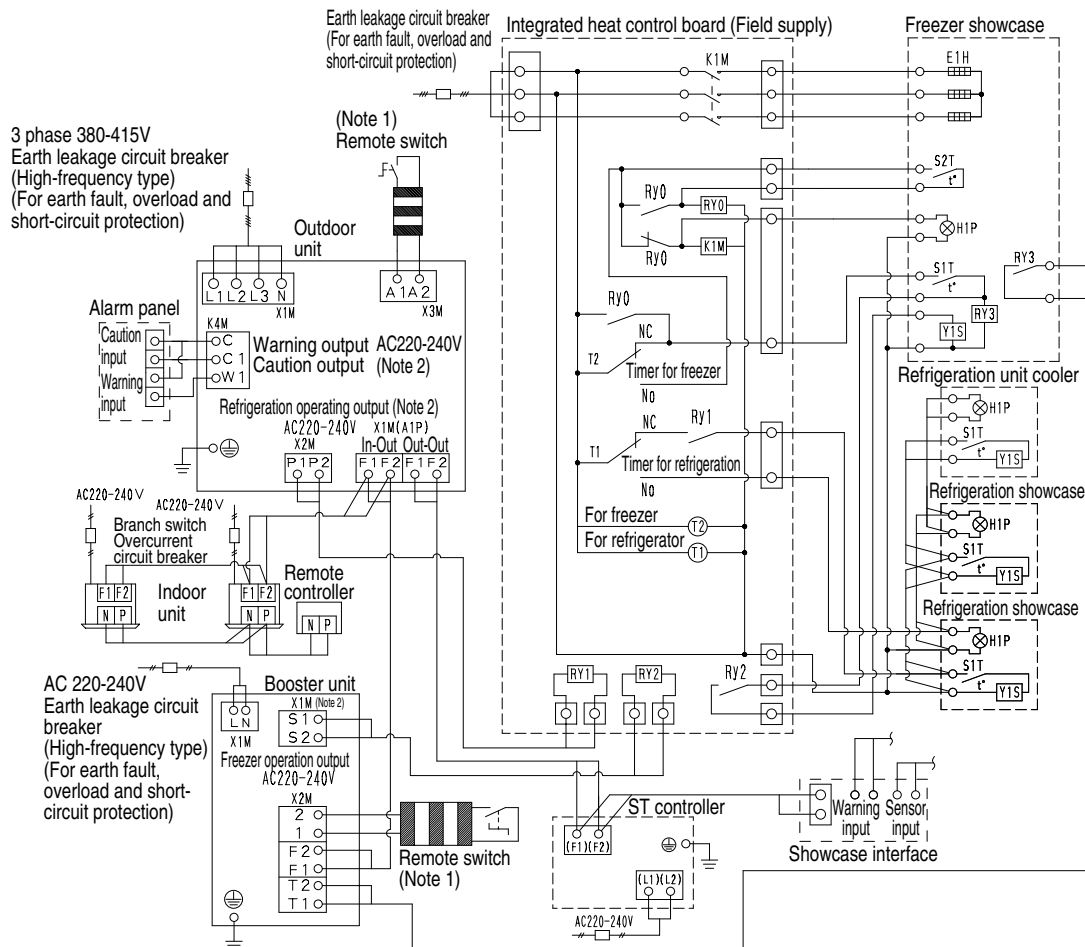 Earth leakage circuit breaker
(For earth fault, overload and
short-circuit protection)
Integrated heat control board (Field supply)
Freezer showcase
K1M
E1H
3 phase 380-415V
Earth leakage circuit breaker
(High-frequency type)
(For earth fault, overload and
short-circuit protection)
(Note 1)
Remote switch
S2T
t°
Ry0
RY0
K1M
Ry0
H1P
Outdoor
unit
L1 L2 L3 N
X1M
A1 A2
X3M
S1T
t°
RY3
RY3
Y1S
Alarm panel
Caution
input
Warning
input
K4M
C
C 1
W 1
Warning output
Caution output
AC220-240V
(Note 2)
Ry0
NC
T2
Timer for freezer
No
Refrigeration operating output (Note 2)
AC220-240V
X2M
P1 P2
X1M(A1P)
In-Out
Out-Out
F1 F2
F1 F2
NC
Ry1
T1
Timer for refrigeration
No
Refrigeration unit cooler
H1P
S1T
t°
Y1S
AC220-240V
AC220-240V
Branch switch
Overcurrent
circuit breaker
For freezer
T2
For refrigerator
T1
Refrigeration showcase
H1P
S1T
t°
Y1S
F1 F2
N P
Indoor
unit
F1 F2
N P
Remote
controller
N P
Refrigeration showcase
H1P
S1T
t°
Y1S
RY1
RY2
Ry2
AC 220-240V
Earth leakage circuit
breaker
(High-frequency type)
(For earth fault,
overload and short-
circuit protection)
Booster unit
L N
X1M
X1M (Note 2)
S 1
S 2
Freezer operation output
AC220-240V
X2M
2
1
F 2
F 1
T 2
T 1
Remote switch
(Note 1)
ST controller
(F1)(F2)
(L1)(L2)
AC220-240V
Warning
input
Sensor
input
Showcase interface